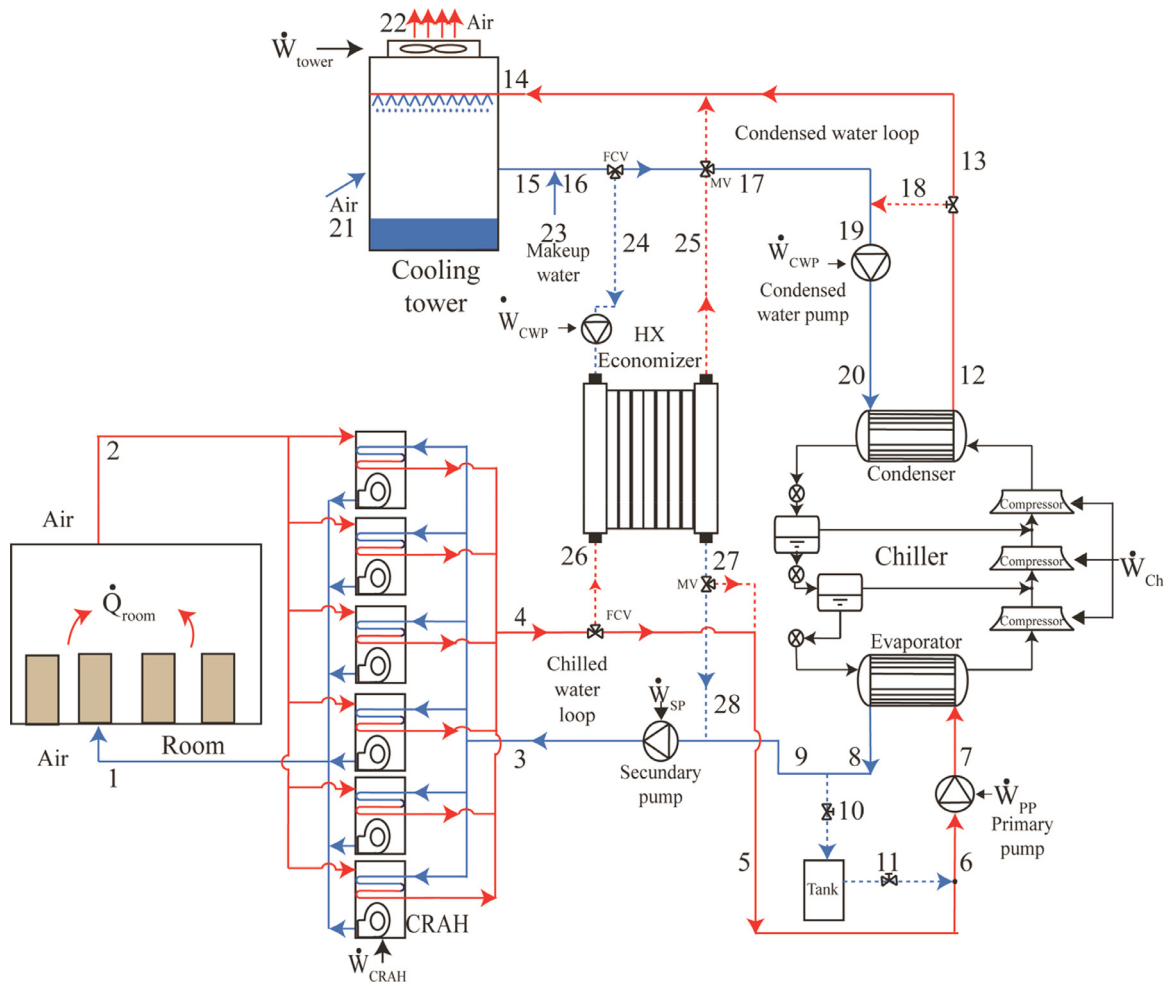 22
Air
Ẇtower
14
Condensed water loop
13
FCV
15
16
MV
17
18
Air
21
23
24
25
19
Makeup
water
Cooling
tower
ẆCWP
Condensed
water pump
ẆCWP
HX
Economizer
20
12
2
Condenser
Compressor
Air
26
27
Chiller
Compressor
ẆCh
Q̇room
MV
4
FCV
Compressor
Evaporator
Chilled
water
loop
28
ẆSP
Room
3
9
8
7
Air
1
Secundary
pump
ẆPP
Primary
pump
10
5
11
6
Tank
CRAH
ẆCRAH